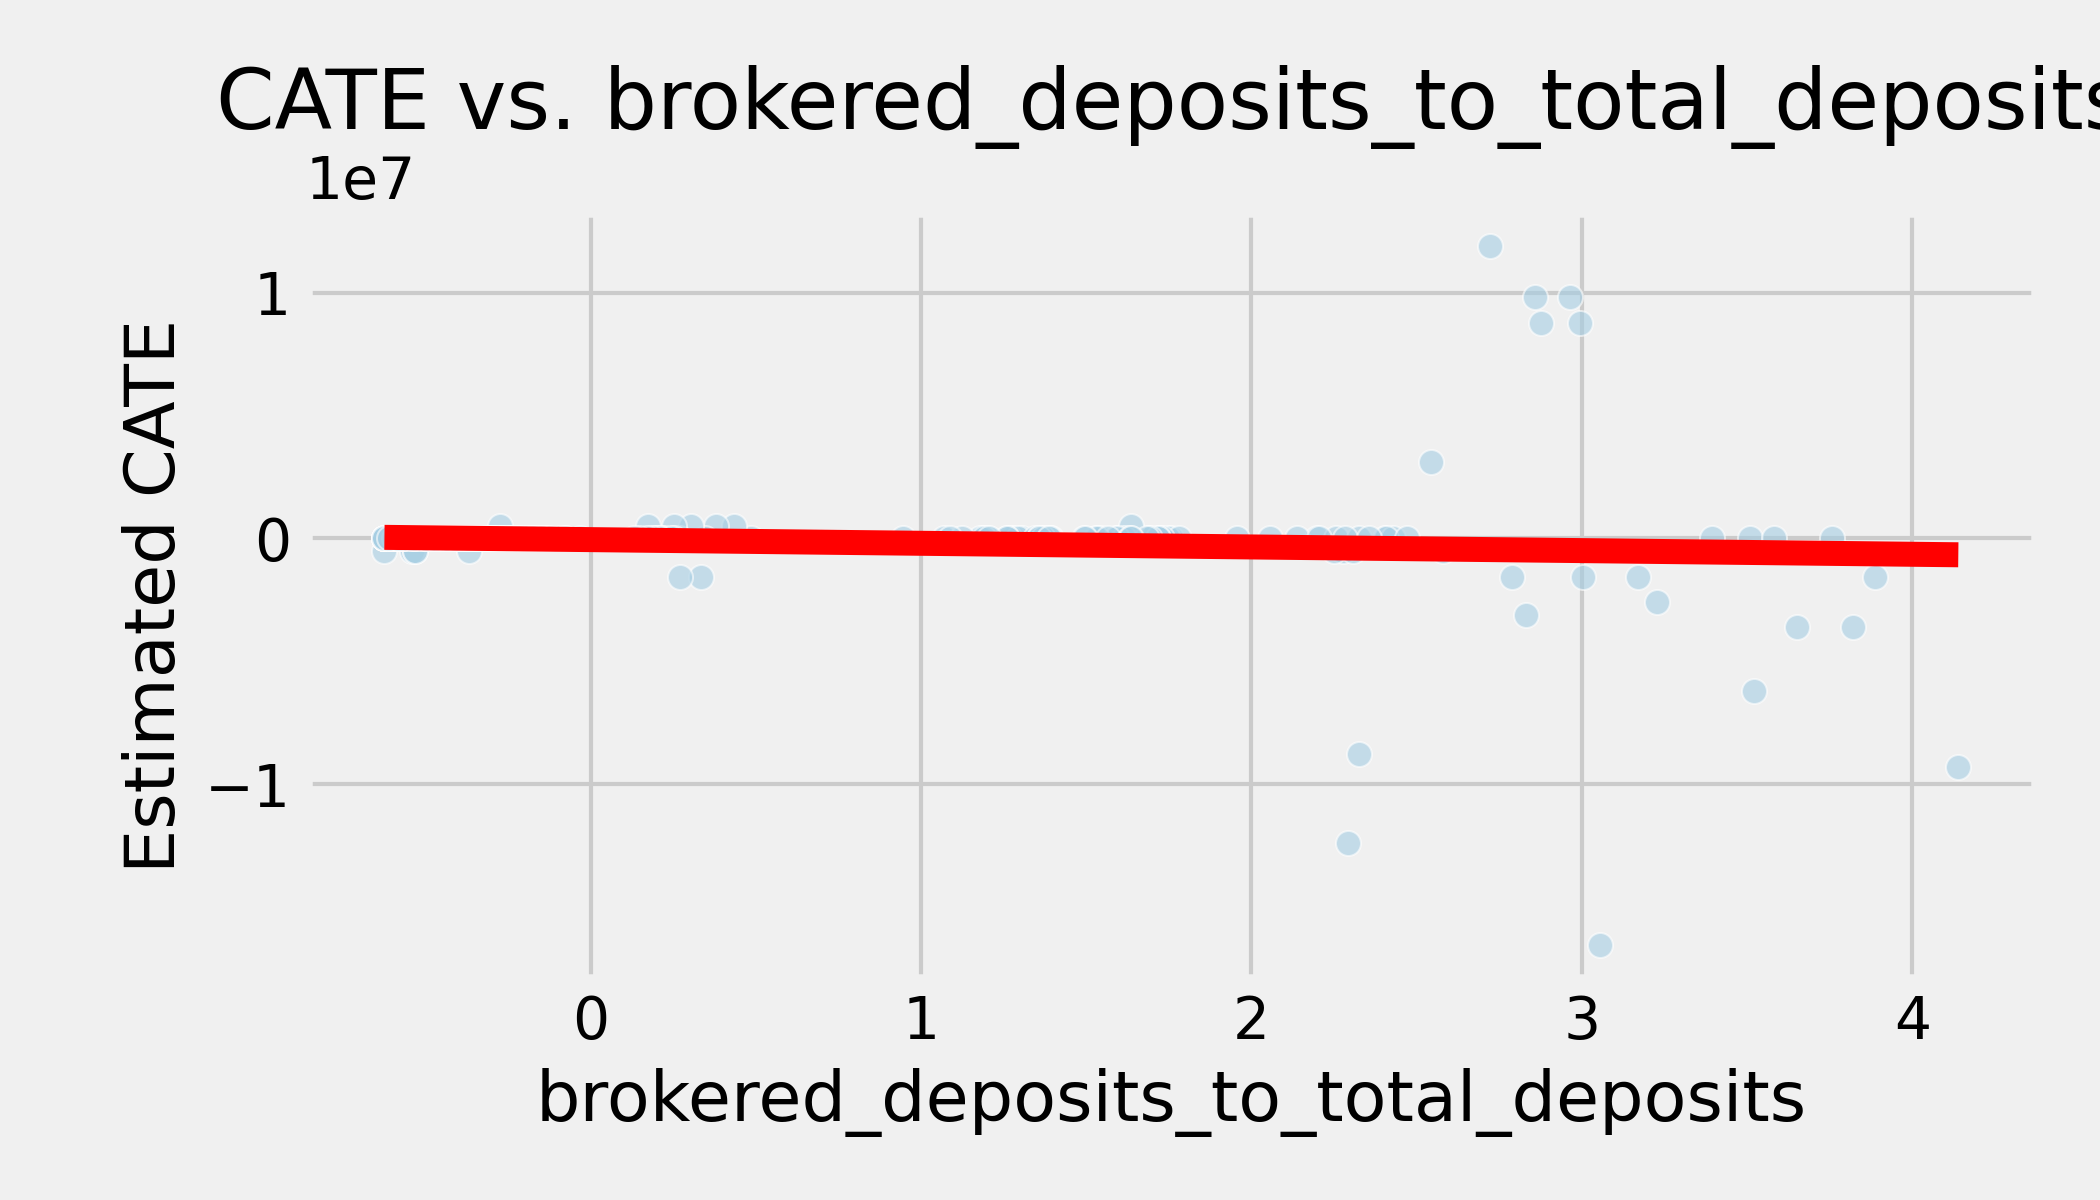 CATE vs. brokered_deposits_to_total_deposits
1e7
1
0
−1
Estimated CATE
0 1 2 3 4
brokered_deposits_to_total_deposits